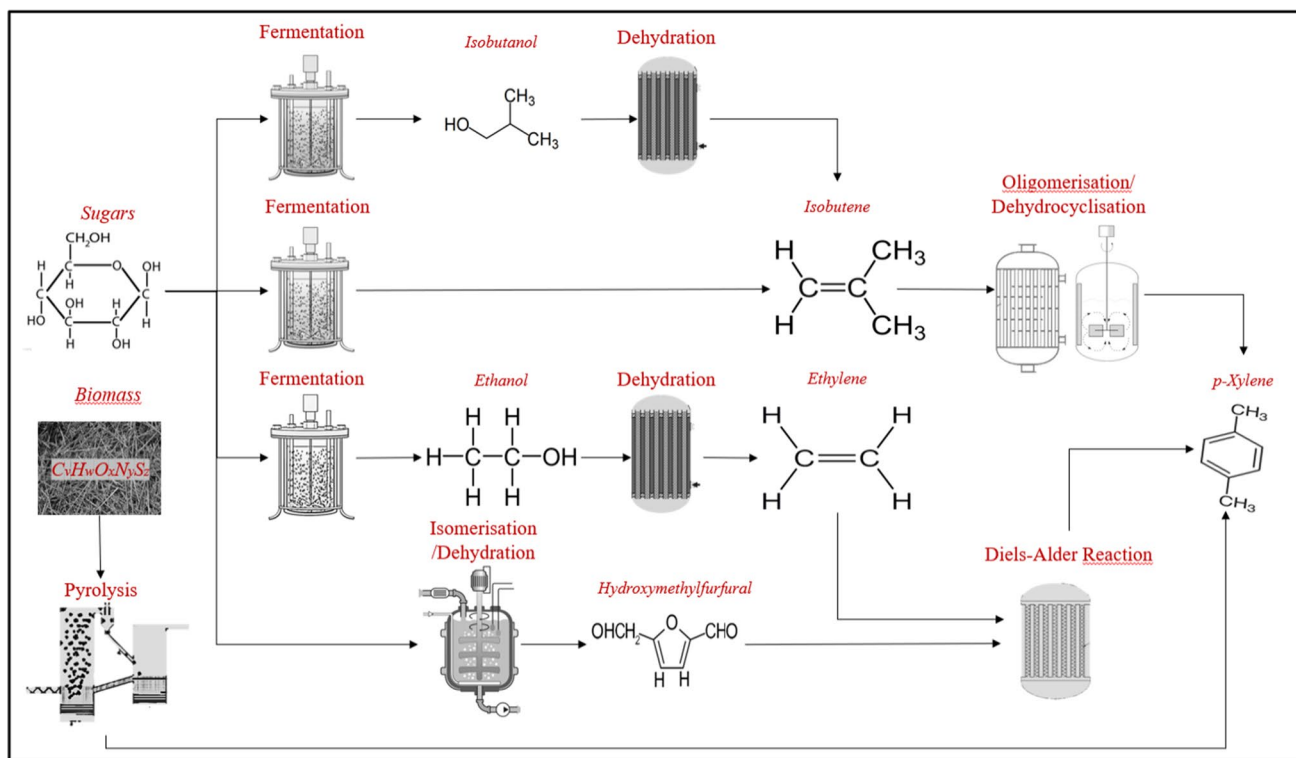 Fermentation
Isobutanol
Dehydration
CH₃
HO
CH₃
Sugars
CH₂OH
C
O
OH
H
H
C
C
OH
H
HO
C
C
H
H
OH
Fermentation
Isobutene
H
CH₃
C
C
H
CH₃
Oligomerisation/
Dehydrocyclisation
Biomass
CvHwOxNySz
Fermentation
Ethanol
H
H
H
C
C
OH
H
H
Dehydration
Ethylene
H
H
C
C
H
H
p-Xylene
CH₃
CH₃
Pyrolysis
Isomerisation
/Dehydration
Hydroxymethylfurfural
OHCH₂
O
CHO
H
H
Diels-Alder Reaction